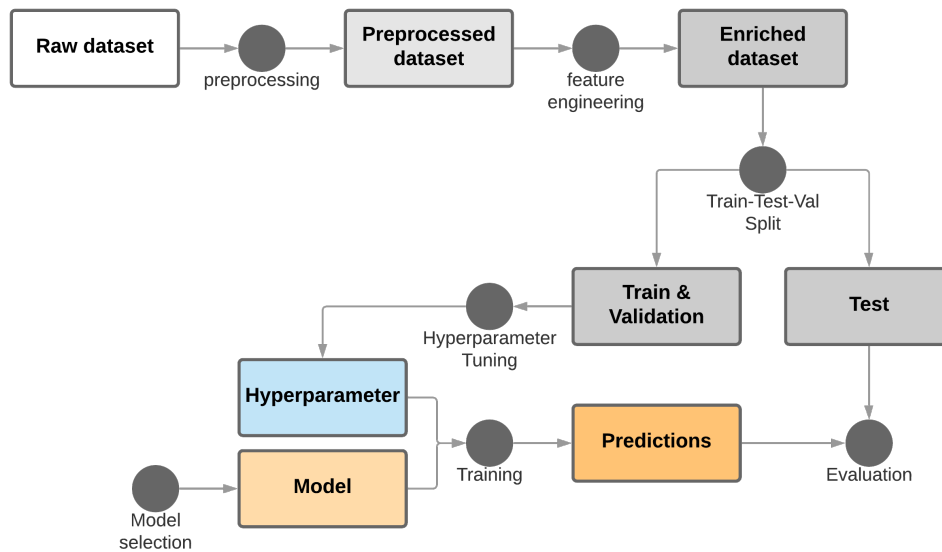 Raw dataset
preprocessing
Preprocessed
dataset
feature
engineering
Enriched
dataset
Train-Test-Val
Split
Train &
Validation
Test
Hyperparameter
Tuning
Hyperparameter
Model
Model
selection
Training
Predictions
Evaluation